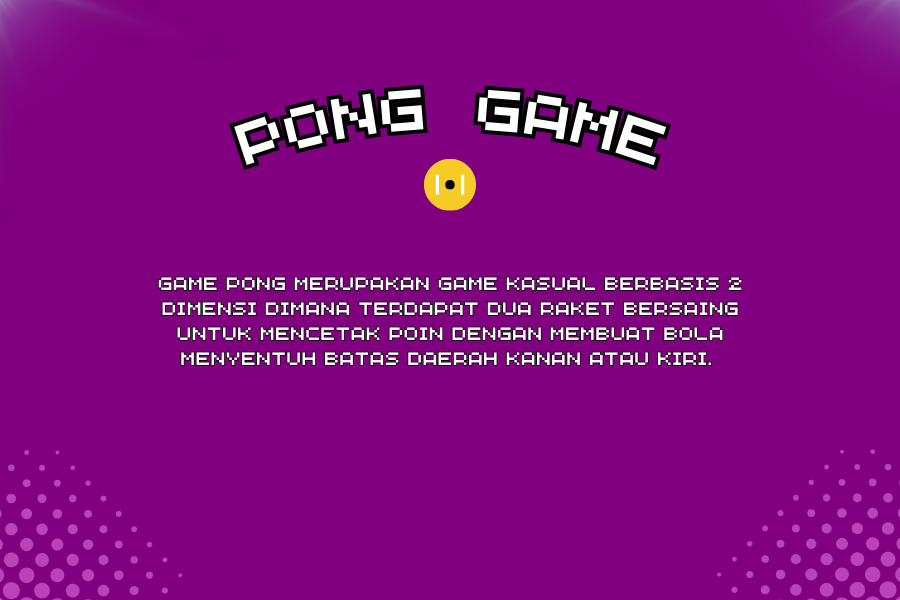 PONG GAME
GAME PONG MERUPAKAN GAME KASUAL BERBASIS 2
DIMENSI DIMANA TERDAPAT DUA RAKET BERSAING
UNTUK MENCETAK POIN DENGAN MEMBUAT BOLA
MENYENTUH BATAS DAERAH KANAN ATAU KIRI.